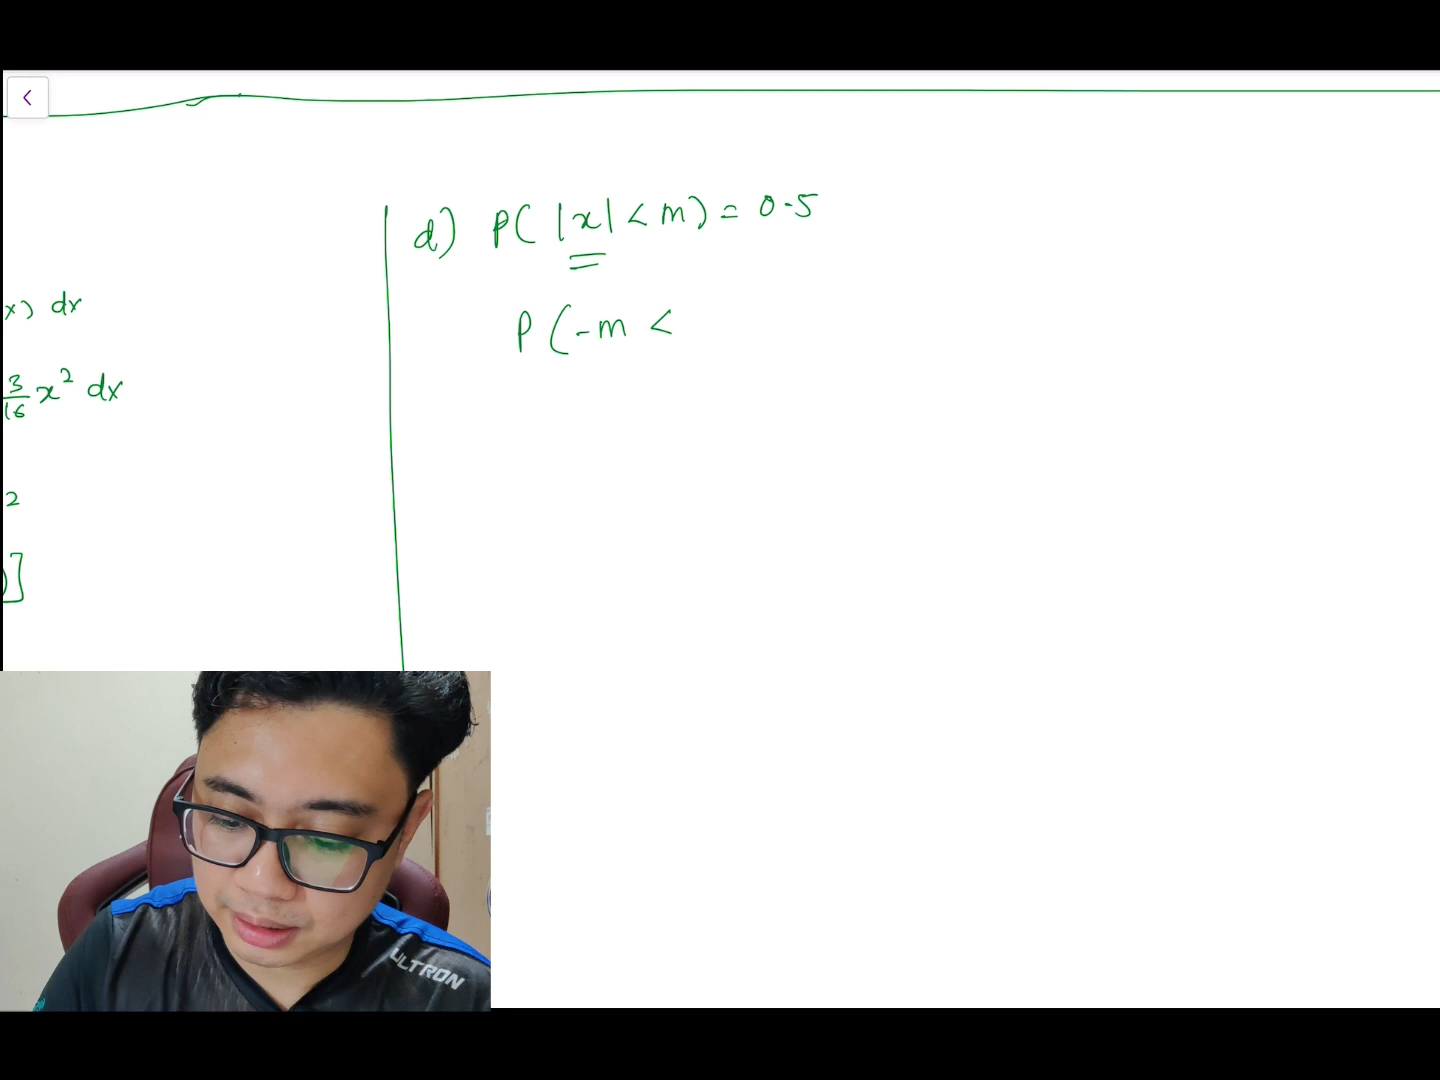 d) P( |x| < m) = 0.5
P (-m <
x) dx
3/16 x² dx
2
)]
ULTRON